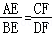 AE/BE = CF/DF